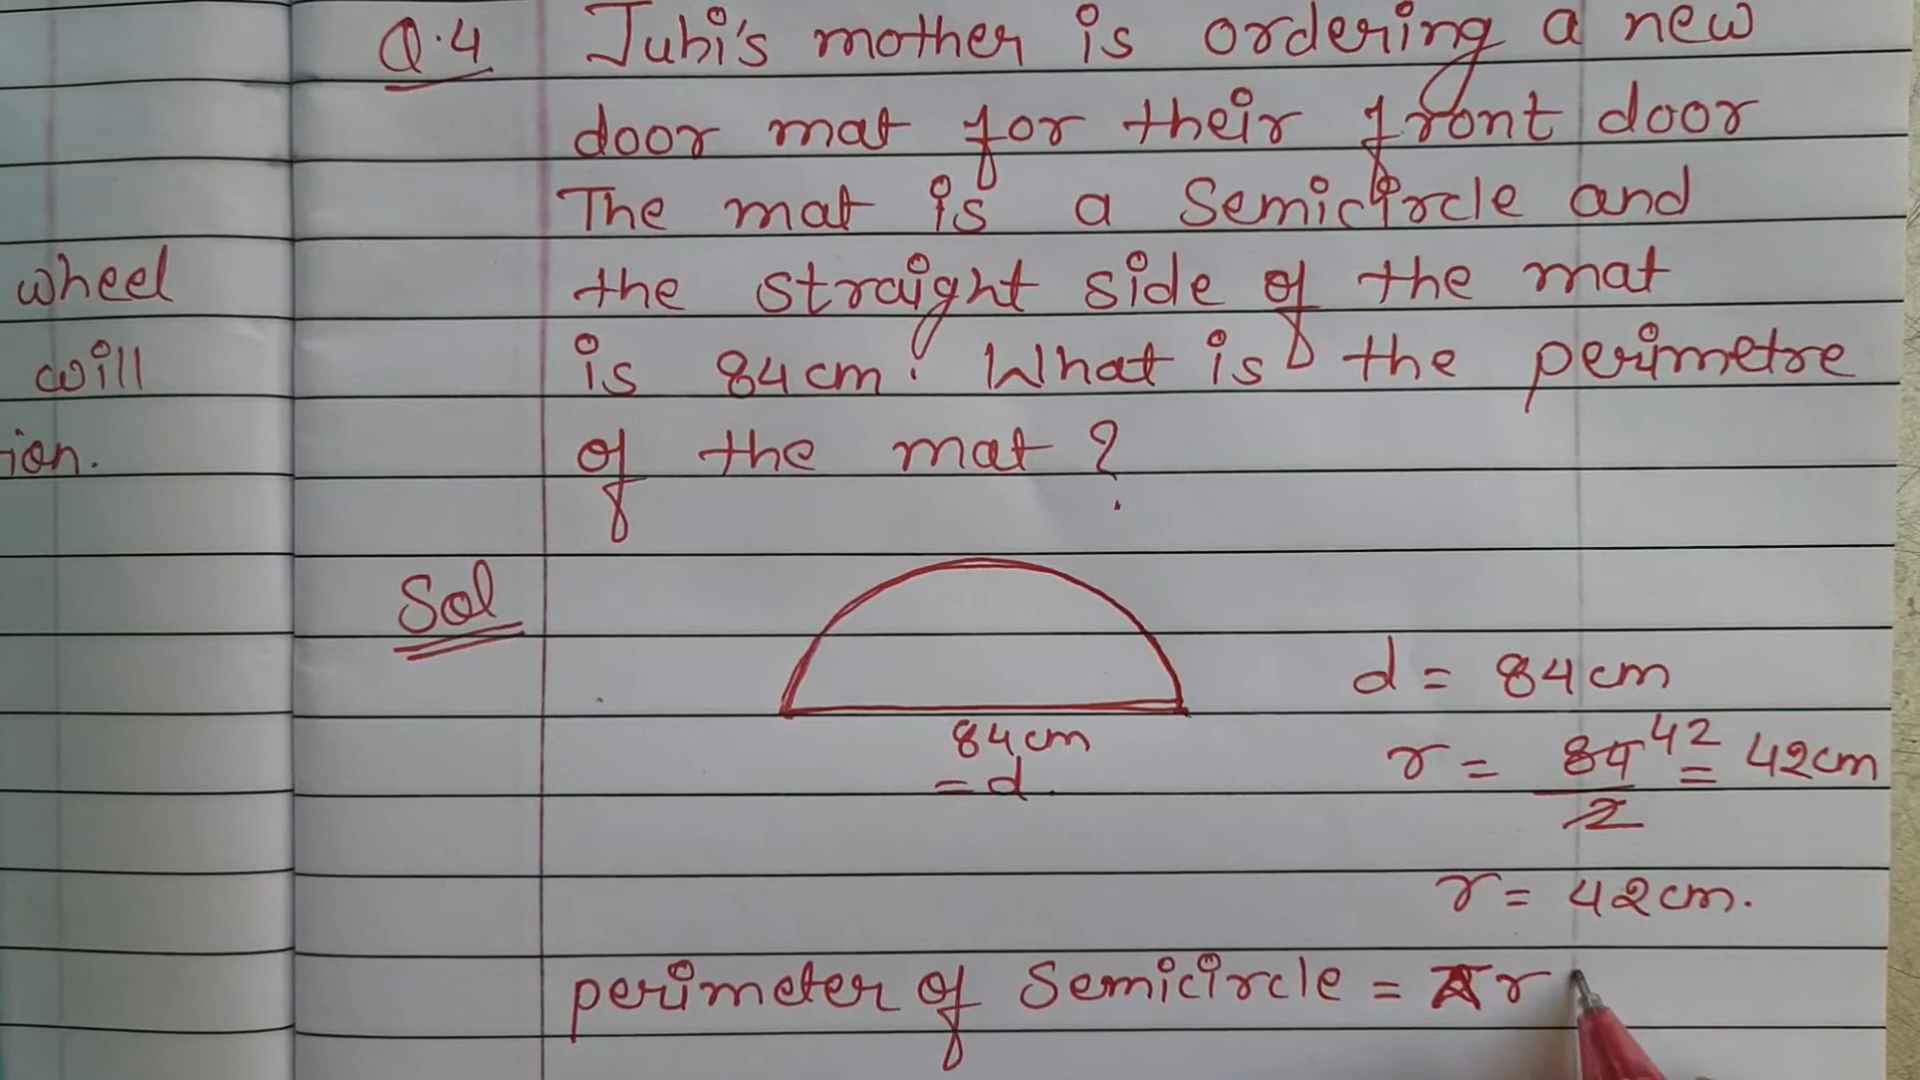 wheel
will
ion.
Q.4 Jubi's mother is ordering a new
door mat for their front door
The mat is a Semicircle and
the straight side of the mat
is 84cm. What is the perimetre
of the mat ?
Sol
84cm
= d.
d = 84cm
r = 84/2 42 = 42cm
r = 42cm.
perimeter of Semicircle = π r